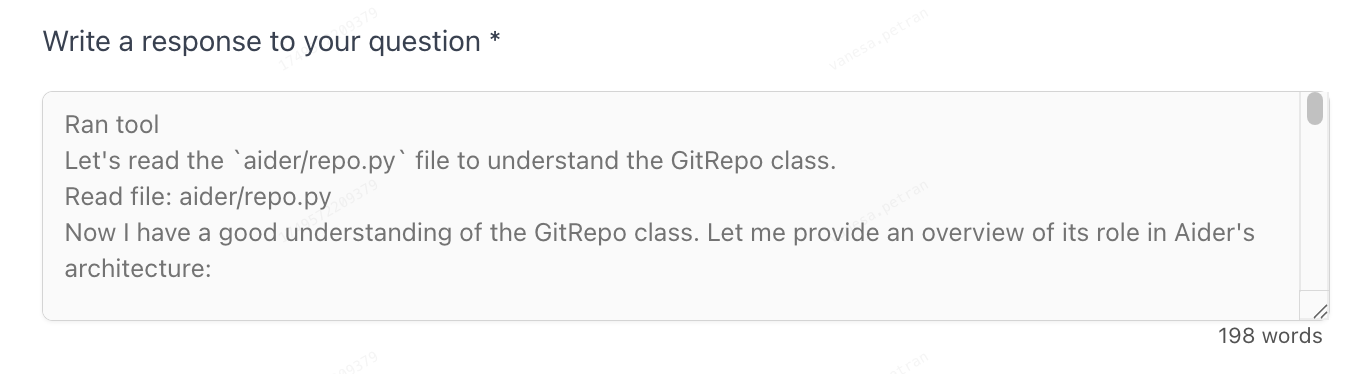 Write a response to your question *
Ran tool
Let's read the `aider/repo.py` file to understand the GitRepo class.
Read file: aider/repo.py
Now I have a good understanding of the GitRepo class. Let me provide an overview of its role in Aider's
architecture:
198 words
vanesa.petran